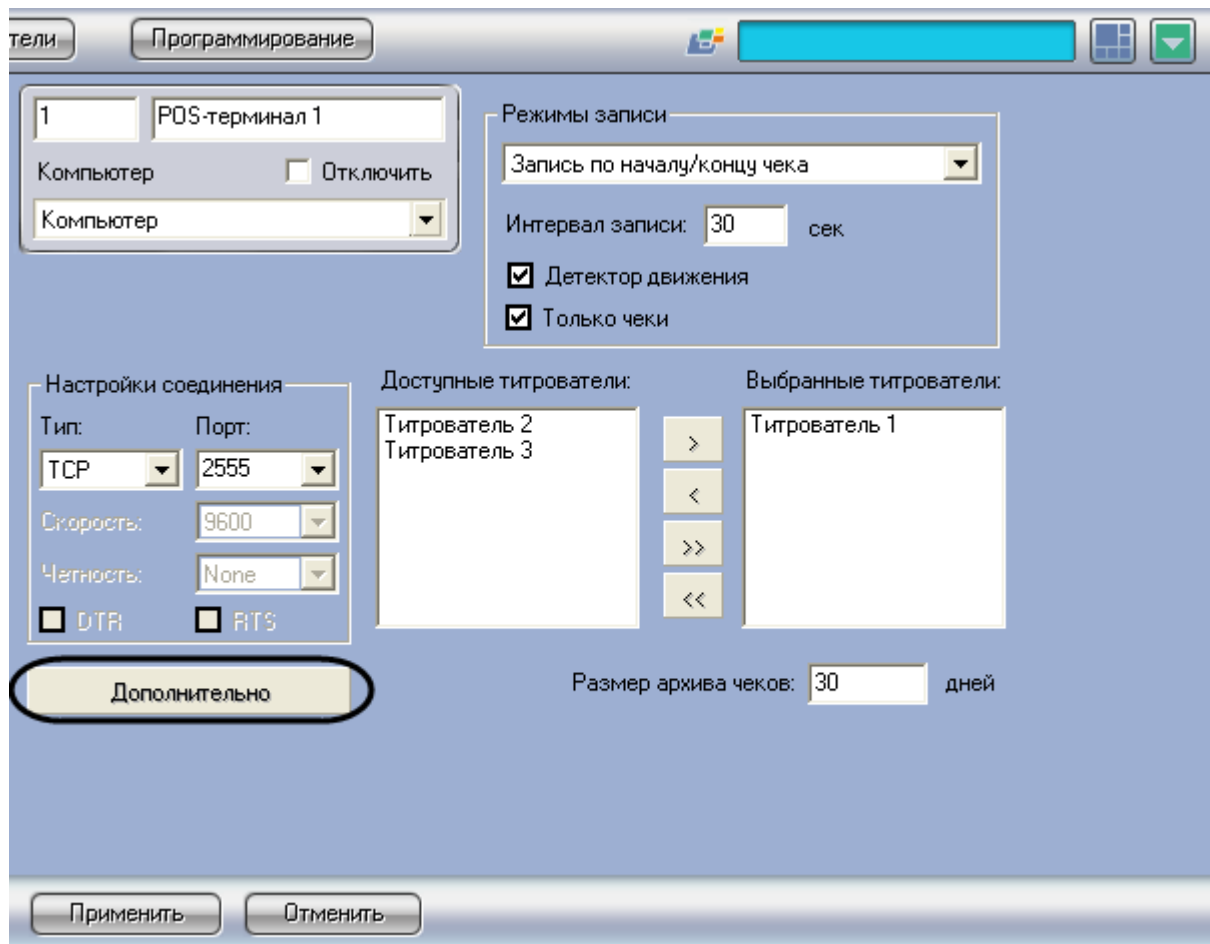 тели Программирование
1 POS-терминал 1
Компьютер Отключить
Компьютер
Режимы записи
Запись по началу/концу чека
Интервал записи: 30 сек
Детектор движения
Только чеки
Настройки соединения
Тип: Порт:
TCP 2555
Скорость: 9600
Четность: None
DTR RTS
Доступные титрователи:
Титрователь 2
Титрователь 3
>
<
>>
<<
Выбранные титрователи:
Титрователь 1
Дополнительно
Размер архива чеков: 30 дней
Применить Отменить